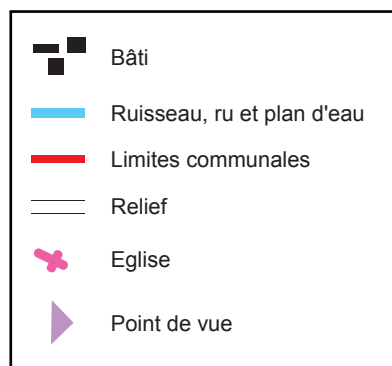 Bâti
Ruisseau, ru et plan d'eau
Limites communales
Relief
Eglise
Point de vue